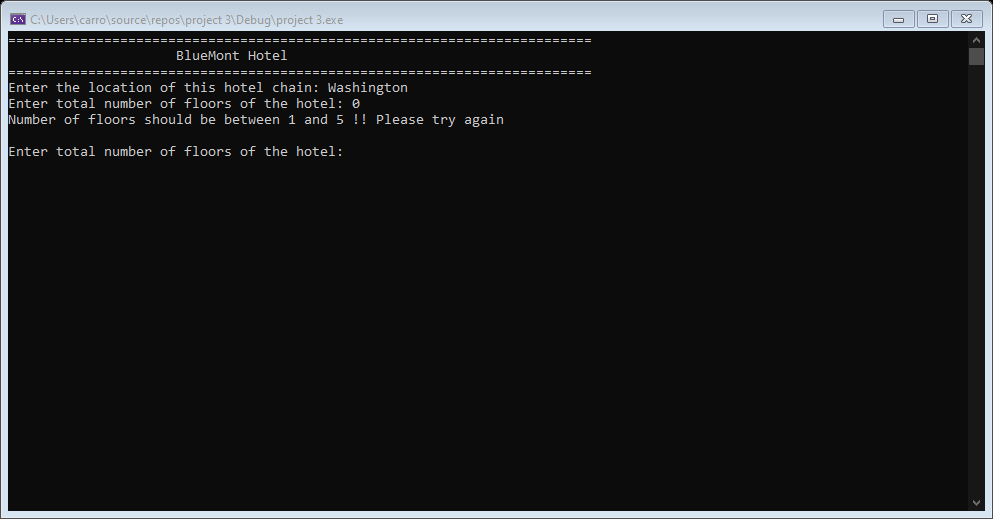 C:\Users\carro\source\repos\project 3\Debug\project 3.exe
=========================================================================
BlueMont Hotel
=========================================================================
Enter the location of this hotel chain: Washington
Enter total number of floors of the hotel: 0
Number of floors should be between 1 and 5 !! Please try again
Enter total number of floors of the hotel: